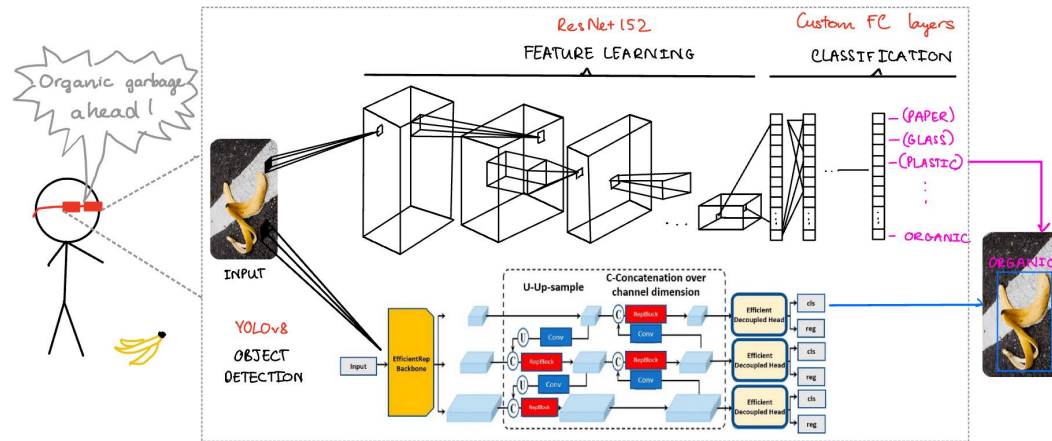 Organic garbage
ahead!
ResNet 152
FEATURE LEARNING
Custom FC layers
CLASSIFICATION
(PAPER)
(GLASS)
(PLASTIC)
ORGANIC
INPUT
ORGANIC
YOLOv8
OBJECT
DETECTION
Input
EfficientRep
Backbone
U-Up-sample
C-Concatenation over
channel dimension
U
Conv
C
RepBlock
U
Conv
C
RepBlock
C
RepBlock
Conv
C
RepBlock
Conv
Efficient
Decoupled Head
cls
reg
Efficient
Decoupled Head
cls
reg
Efficient
Decoupled Head
cls
reg